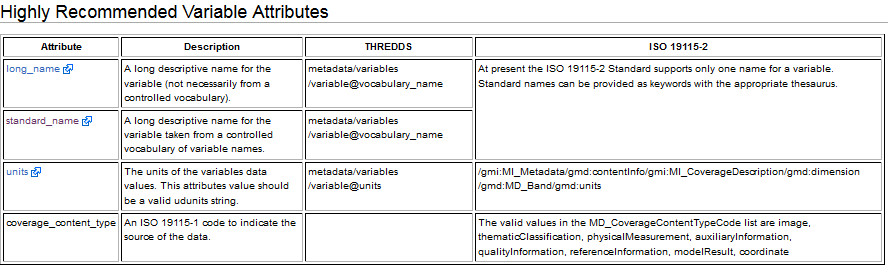 Highly Recommended Variable Attributes
Attribute Description THREDDS ISO 19115-2
long_name A long descriptive name for the variable (not necessarily from a controlled vocabulary). metadata/variables /variable@vocabulary_name At present the ISO 19115-2 Standard supports only one name for a variable. Standard names can be provided as keywords with the appropriate thesaurus.
standard_name A long descriptive name for the variable taken from a controlled vocabulary of variable names. metadata/variables /variable@vocabulary_name
units The units of the variables data values. This attributes value should be a valid udunits string. metadata/variables /variable@units /gmi:MI_Metadata/gmd:contentInfo/gmi:MI_CoverageDescription/gmd:dimension /gmd:MD_Band/gmd:units
coverage_content_type An ISO 19115-1 code to indicate the source of the data. The valid values in the MD_CoverageContentTypeCode list are image, thematicClassification, physicalMeasurement, auxiliaryInformation, qualityInformation, referenceInformation, modelResult, coordinate